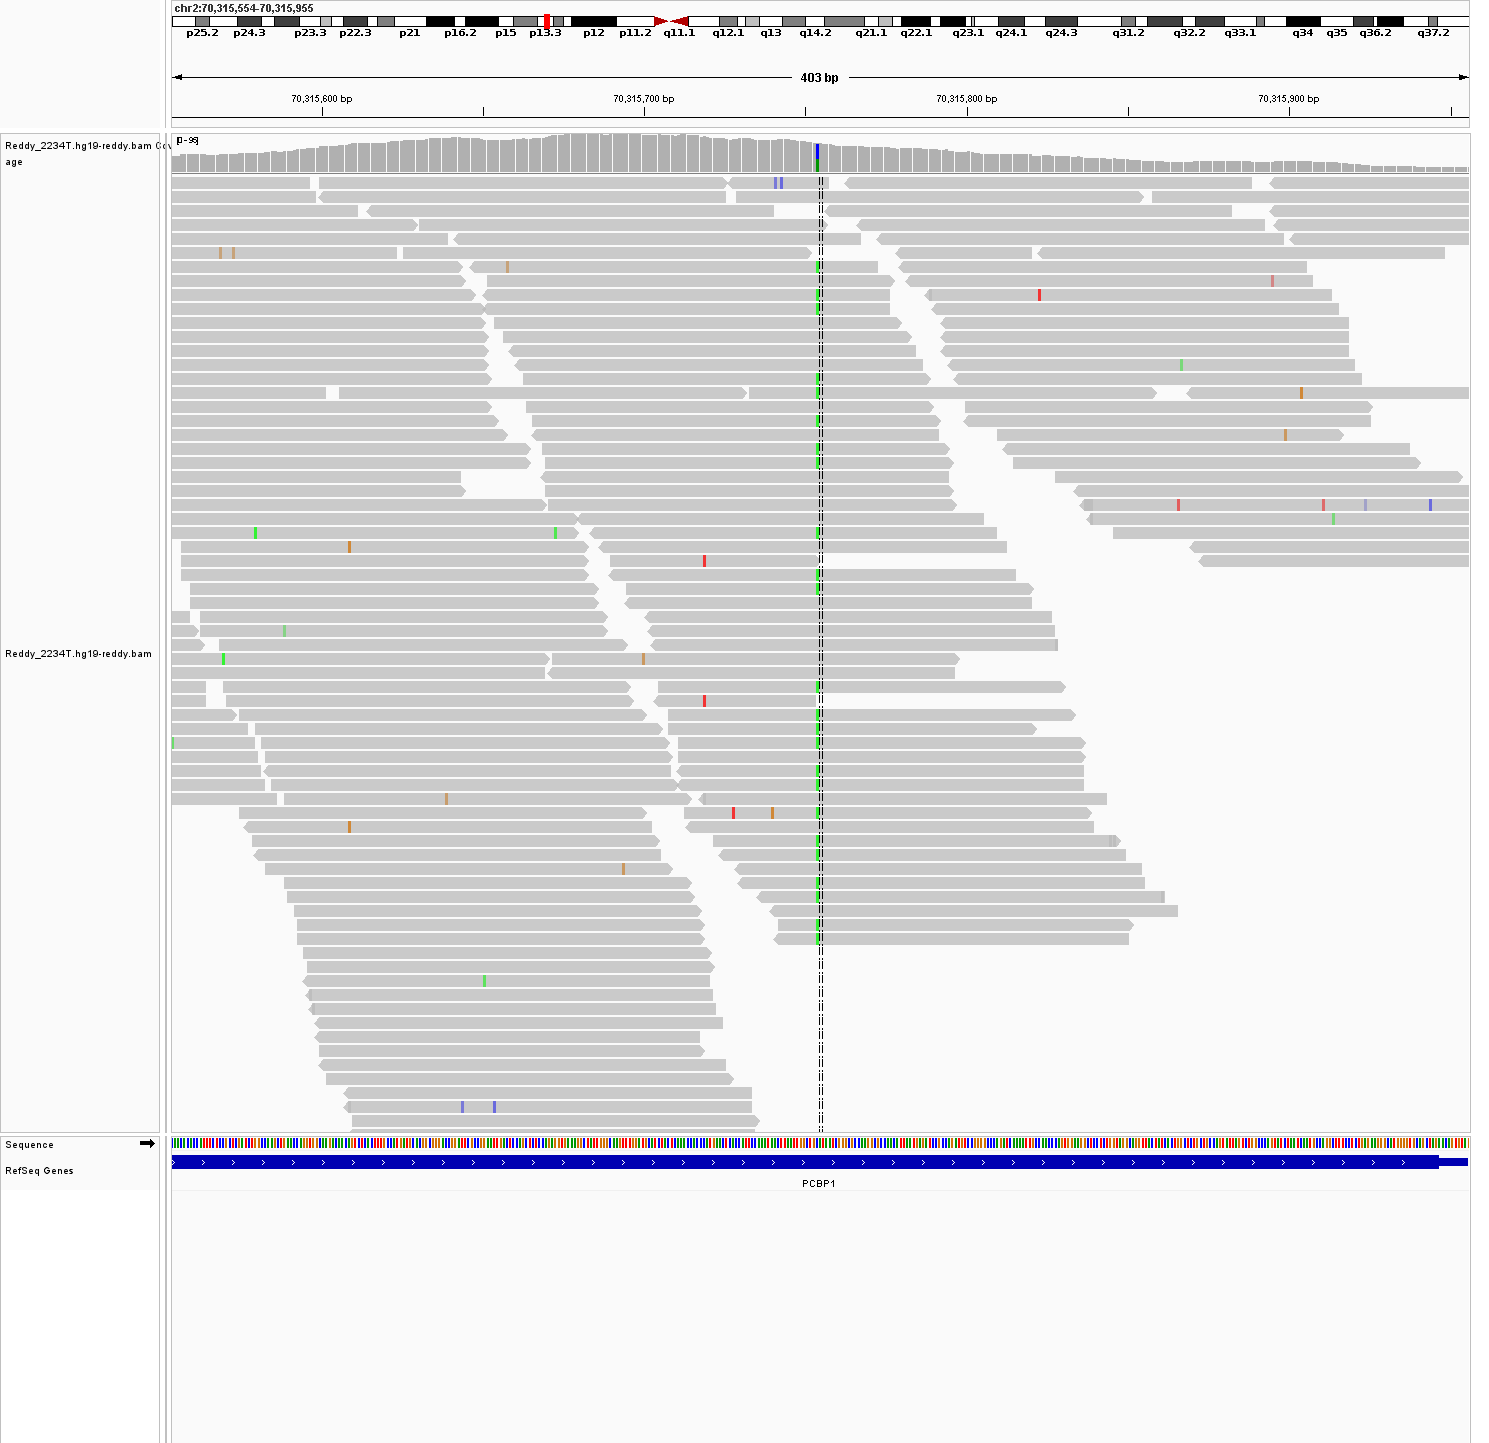 chr2:70,315,554-70,315,955
p25.2 p24.3 p23.3 p22.3 p21 p16.2 p15 p13.3 p12 p11.2 q11.1 q12.1 q13 q14.2 q21.1 q22.1 q23.1 q24.1 q24.3 q31.2 q32.2 q33.1 q34 q35 q36.2 q37.2
403 bp
70,315,600 bp 70,315,700 bp 70,315,800 bp 70,315,900 bp
[0-99]
Reddy_2234T.hg19-reddy.bam Cov
age
Reddy_2234T.hg19-reddy.bam
Sequence
RefSeq Genes
PCBP1